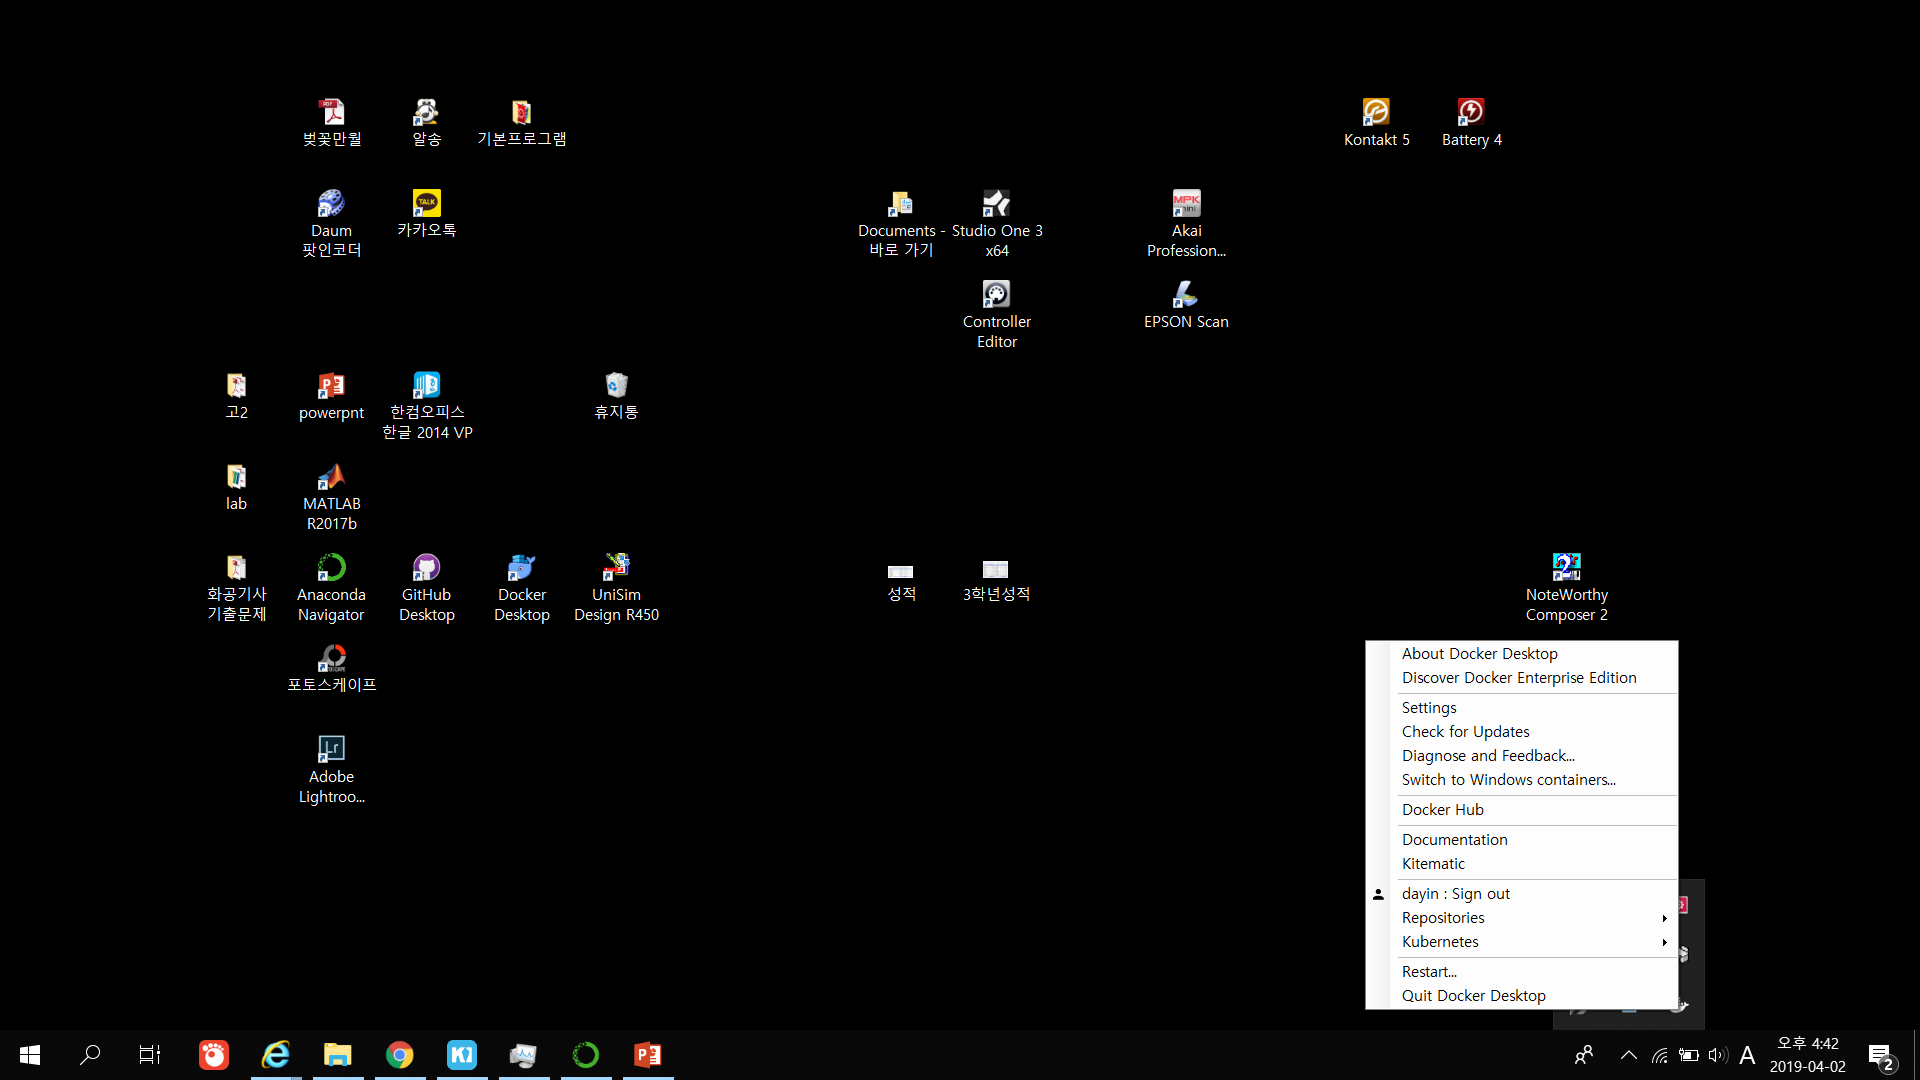 벚꽃만월
알송
기본프로그램
Kontakt 5
Battery 4
Daum
팟인코더
카카오톡
Documents -
바로 가기
Studio One 3
x64
Akai
Profession...
Controller
Editor
EPSON Scan
고2
powerpnt
한컴오피스
한글 2014 VP
휴지통
lab
MATLAB
R2017b
화공기사
기출문제
Anaconda
Navigator
GitHub
Desktop
Docker
Desktop
UniSim
Design R450
성적
3학년성적
NoteWorthy
Composer 2
포토스케이프
Adobe
Lightroo...
About Docker Desktop
Discover Docker Enterprise Edition
Settings
Check for Updates
Diagnose and Feedback...
Switch to Windows containers...
Docker Hub
Documentation
Kitematic
dayin : Sign out
Repositories
Kubernetes
Restart...
Quit Docker Desktop
A
오후 4:42
2019-04-02
2